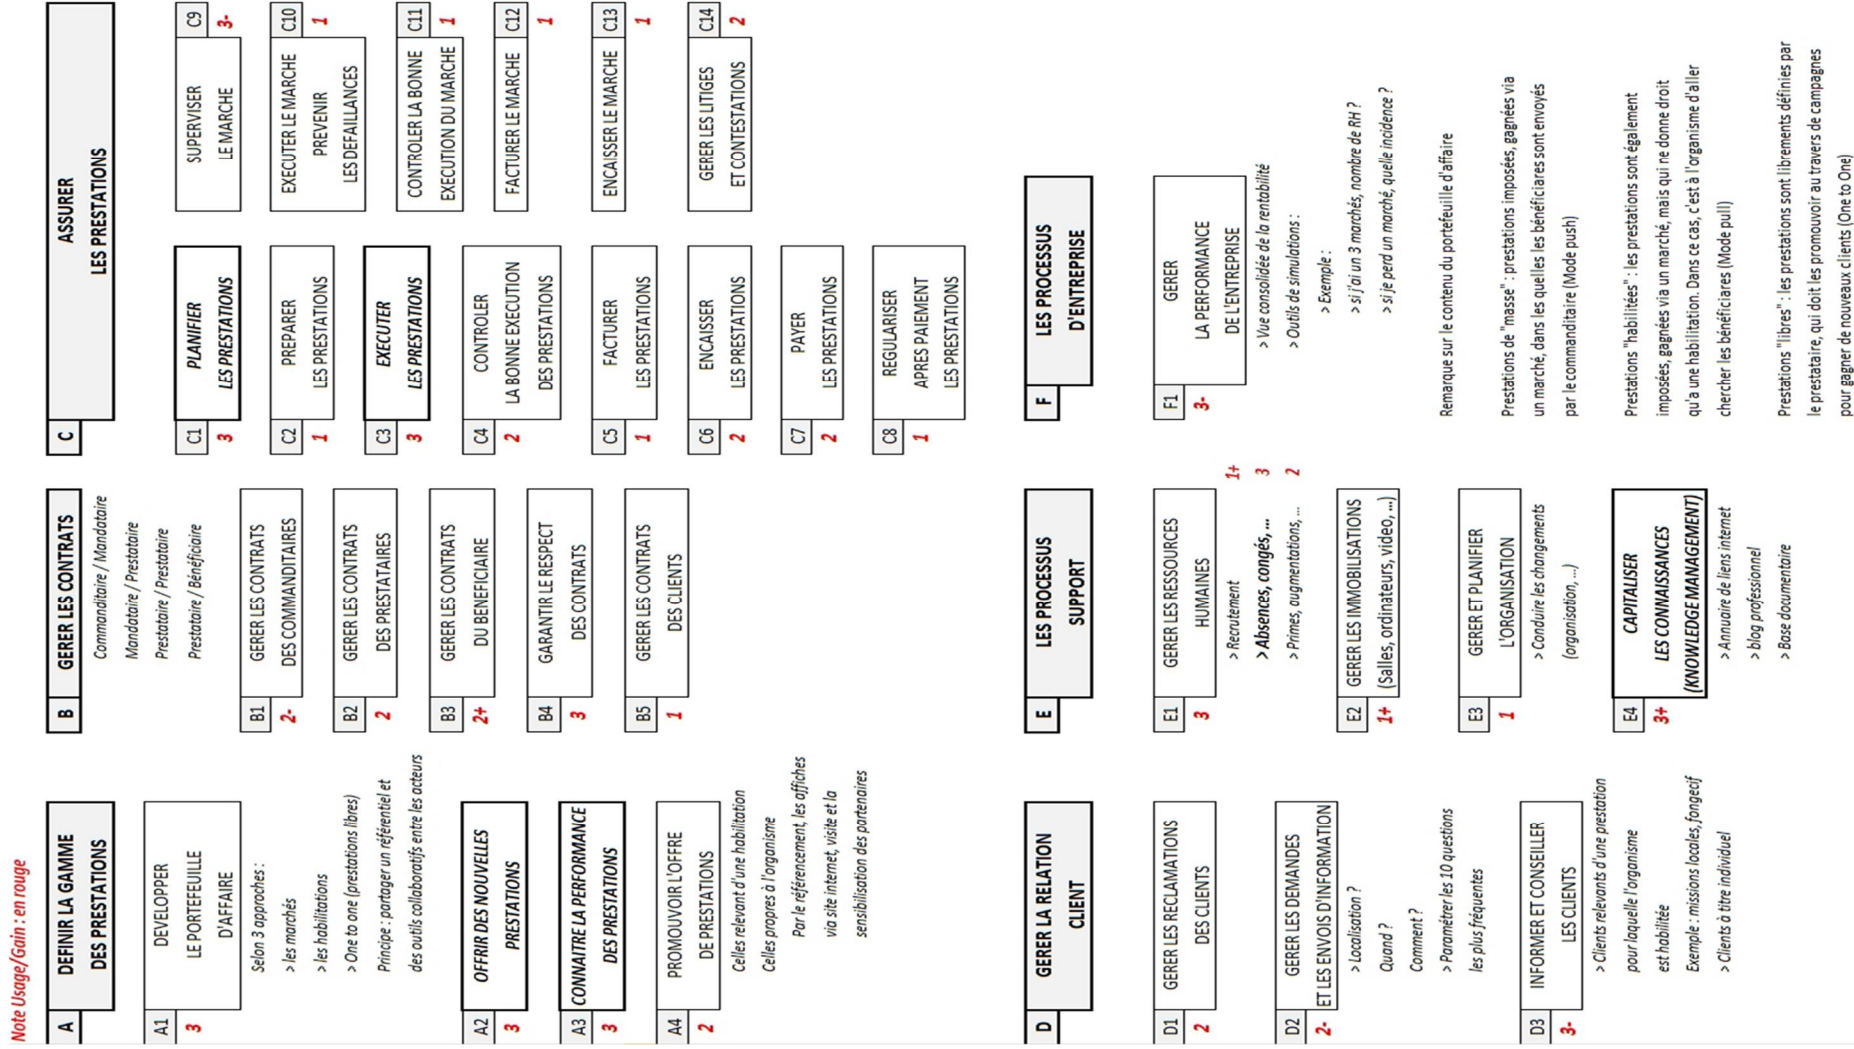 Note Usage/Gain : en rouge
A
DEFINIR LA GAMME
DES PRESTATIONS
A1
3
DEVELOPPER
LE PORTEFEUILLE
D'AFFAIRE
Selon 3 approches :
> les marchés
> les habilitations
> One to one (prestations libres)
Principe : partager un référentiel et
des outils collaboratifs entre les acteurs
A2
3
OFFRIR DES NOUVELLES
PRESTATIONS
A3
3
CONNAITRE LA PERFORMANCE
DES PRESTATIONS
A4
2
PROMOUVOIR L'OFFRE
DE PRESTATIONS
Celles relevant d'une habilitation
Celles propres à l'organisme
Par le référencement, les affiches
via site internet, visite et la
sensibilisation des partenaires
B
GERER LES CONTRATS
Commanditaire / Mandataire
Mandataire / Prestataire
Prestataire / Prestataire
Prestataire / Bénéficiaire
B1
2-
GERER LES CONTRATS
DES COMMANDITAIRES
B2
2
GERER LES CONTRATS
DES PRESTATAIRES
B3
2+
GERER LES CONTRATS
DU BENEFICIAIRE
B4
3
GARANTIR LE RESPECT
DES CONTRATS
B5
1
GERER LES CONTRATS
DES CLIENTS
C
ASSURER
LES PRESTATIONS
C1
3
PLANIFIER
LES PRESTATIONS
C2
1
PREPARER
LES PRESTATIONS
C3
3
EXECUTER
LES PRESTATIONS
C4
2
CONTROLER
LA BONNE EXECUTION
DES PRESTATIONS
C5
1
FACTURER
LES PRESTATIONS
C6
2
ENCAISSER
LES PRESTATIONS
C7
2
PAYER
LES PRESTATIONS
C8
1
REGULARISER
APRES PAIEMENT
LES PRESTATIONS
SUPERVISER
LE MARCHE
C9
3-
EXECUTER LE MARCHE
PREVENIR
LES DEFAILLANCES
C10
1
CONTROLER LA BONNE
EXECUTION DU MARCHE
C11
1
FACTURER LE MARCHE
C12
1
ENCAISSER LE MARCHE
C13
1
GERER LES LITIGES
ET CONTESTATIONS
C14
2
D
GERER LA RELATION
CLIENT
D1
2
GERER LES RECLAMATIONS
DES CLIENTS
D2
2-
GERER LES DEMANDES
ET LES ENVOIS D'INFORMATION
> Localisation ?
Quand ?
Comment ?
> Paramétrer les 10 questions
les plus fréquentes
D3
3-
INFORMER ET CONSEILLER
LES CLIENTS
> Clients relevants d'une prestation
pour laquelle l'organisme
est habilitée
Exemple : missions locales, fongecif
> Clients à titre individuel
E
LES PROCESSUS
SUPPORT
E1
3
GERER LES RESSOURCES
HUMAINES
> Recrutement 1+
> Absences, congés, ... 3
> Primes, augmentations, ... 2
E2
1+
GERER LES IMMOBILISATIONS
(Salles, ordinateurs, video, ...)
E3
1
GERER ET PLANIFIER
L'ORGANISATION
> Conduire les changements
(organisation, ...)
E4
3+
CAPITALISER
LES CONNAISSANCES
(KNOWLEDGE MANAGEMENT)
> Annuaire de liens internet
> blog professionnel
> Base documentaire
F
LES PROCESSUS
D'ENTREPRISE
F1
3-
GERER
LA PERFORMANCE
DE L'ENTREPRISE
> Vue consolidée de la rentabilité
> Outils de simulations :
> Exemple :
> si j'ai un 3 marchés, nombre de RH ?
> si je perd un marché, quelle incidence ?
Remarque sur le contenu du portefeuille d'affaire
Prestations de "masse" : prestations imposées, gagnées via
un marché, dans les quelles les bénéficiares sont envoyés
par le commanditaire (Mode push)
Prestations "habilitées" : les prestations sont également
imposées, gagnées via un marché, mais qui ne donne droit
qu'a une habilitation. Dans ce cas, c'est à l'organisme d'aller
chercher les bénéficiares (Mode pull)
Prestations "libres" : les prestations sont librements définies par
le prestataire, qui doit les promouvoir au travers de campagnes
pour gagner de nouveaux clients (One to One)